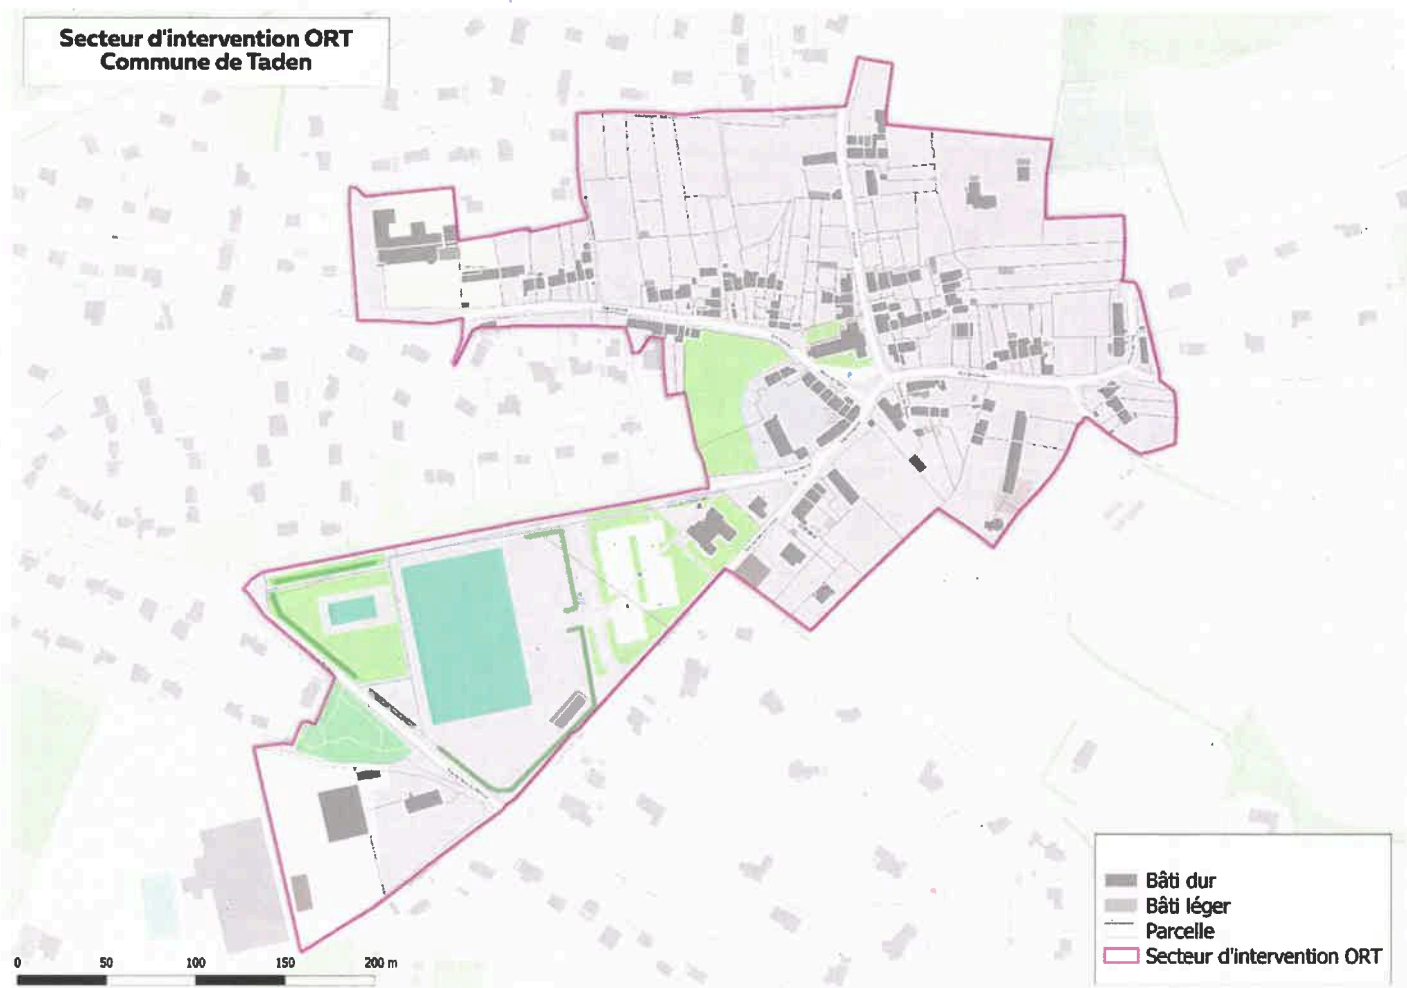 Secteur d'intervention ORT
Commune de Taden
Bâti dur
Bâti léger
Parcelle
Secteur d'intervention ORT
0 50 100 150 200 m